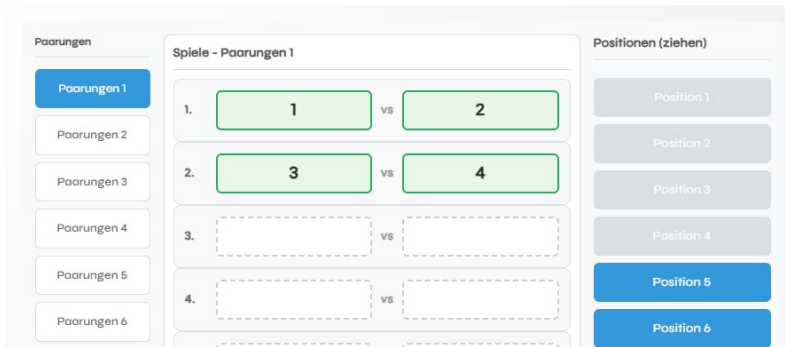 Paarungen
Paarungen 1
Paarungen 2
Paarungen 3
Paarungen 4
Paarungen 5
Paarungen 6
Spiele - Paarungen 1
1. 1 vs 2
2. 3 vs 4
3. vs
4. vs
Positionen (ziehen)
Position 1
Position 2
Position 3
Position 4
Position 5
Position 6